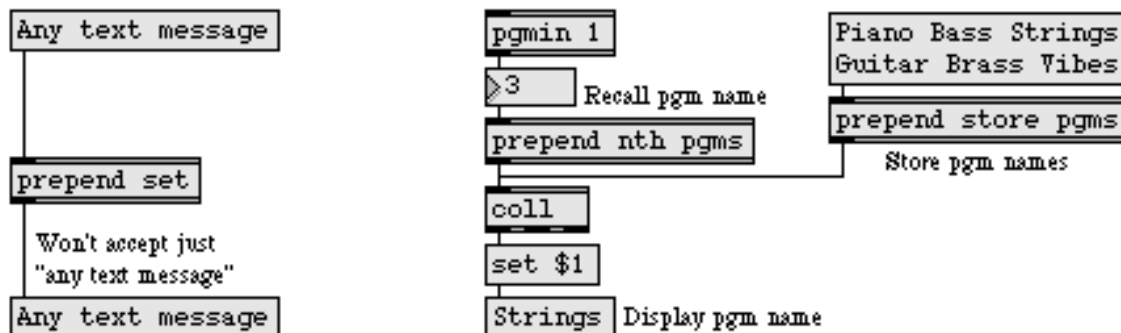 Any text message
prepend set
Won't accept just
"any text message"
Any text message
pgmin 1
3
Recall pgm name
prepend nth pgms
coll
set $1
Strings
Display pgm name
Piano Bass Strings
Guitar Brass Vibes
prepend store pgms
Store pgm names